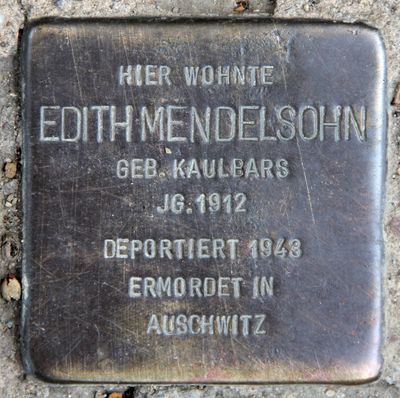 HIER WOHNTE
EDITH MENDELSOHN
GEB. KAULBARS
JG. 1912
DEPORTIERT 1943
ERMORDET IN
AUSCHWITZ